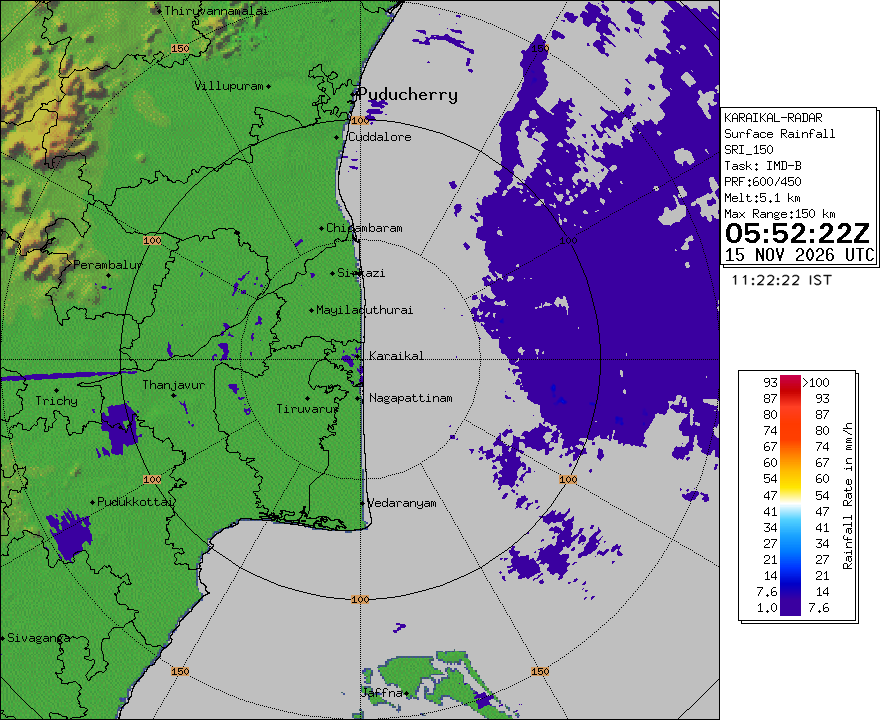 Thiruvannamalai
150
150
Villupuram
Puducherry
100
Cuddalore
Chidambaram
100
100
Perambalur
Sirkazi
Mayiladuthurai
Karaikal
Thanjavur
Trichy
Tiruvarur
Nagapattinam
100
100
Pudukkottai
Vedaranyam
100
Sivaganga
150
150
Jaffna
KARAIKAL-RADAR
Surface Rainfall
SRI_150
Task: IMD-B
PRF:600/450
Melt:5.1 km
Max Range:150 km
05:52:22Z
15 NOV 2026 UTC
11:22:22 IST
93 >100
87 93
80 87
74 80
67 74
60 67
54 60
47 54
41 47
34 41
27 34
21 27
14 21
7.6 14
1.0 7.6
Rainfall Rate in mm/h